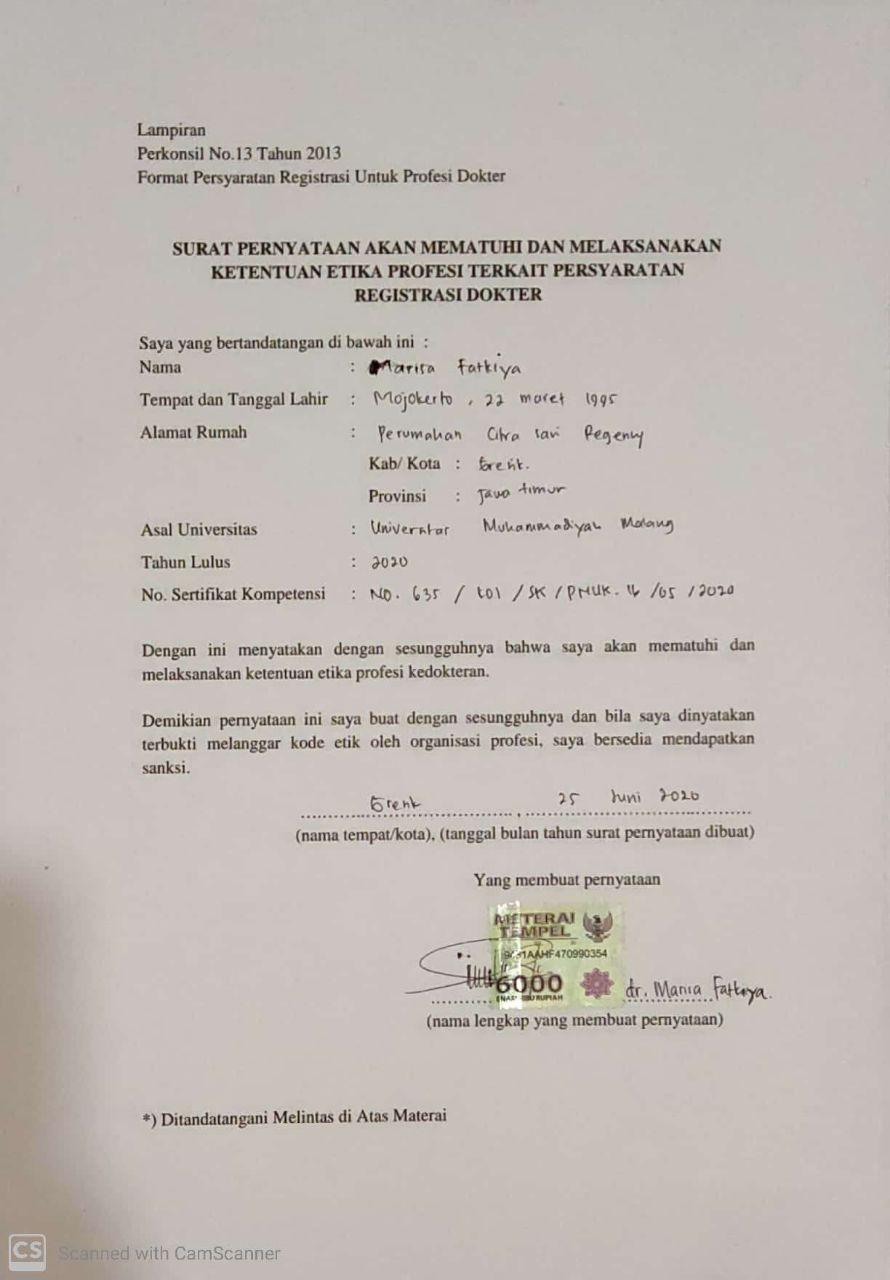 Lampiran
Perkonsil No.13 Tahun 2013
Format Persyaratan Registrasi Untuk Profesi Dokter
SURAT PERNYATAAN AKAN MEMATUHI DAN MELAKSANAKAN
KETENTUAN ETIKA PROFESI TERKAIT PERSYARATAN
REGISTRASI DOKTER
Saya yang bertandatangan di bawah ini :
Nama : Marisa Fatkiya
Tempat dan Tanggal Lahir : Mojokerto , 22 maret 1995
Alamat Rumah : Perumahan Citra sari Regency
Kab/ Kota :
Provinsi : Jawa timur
Asal Universitas : Universitas Muhammadiyah Malang
Tahun Lulus : 2020
No. Sertifikat Kompetensi : NO. 635 / / SK / . 16 /05 /2020
Dengan ini menyatakan dengan sesungguhnya bahwa saya akan mematuhi dan
melaksanakan ketentuan etika profesi kedokteran.
Demikian pernyataan ini saya buat dengan sesungguhnya dan bila saya dinyatakan
terbukti melanggar kode etik oleh organisasi profesi, saya bersedia mendapatkan
sanksi.
, 25 Juni 2020
(nama tempat/kota), (tanggal bulan tahun surat pernyataan dibuat)
Yang membuat pernyataan
METERAI
TEMPEL
AAHF470990354
6000
ENAM RIBU RUPIAH
dr. Marisa Fatkiya.
(nama lengkap yang membuat pernyataan)
*) Ditandatangani Melintas di Atas Materai
CS Scanned with CamScanner